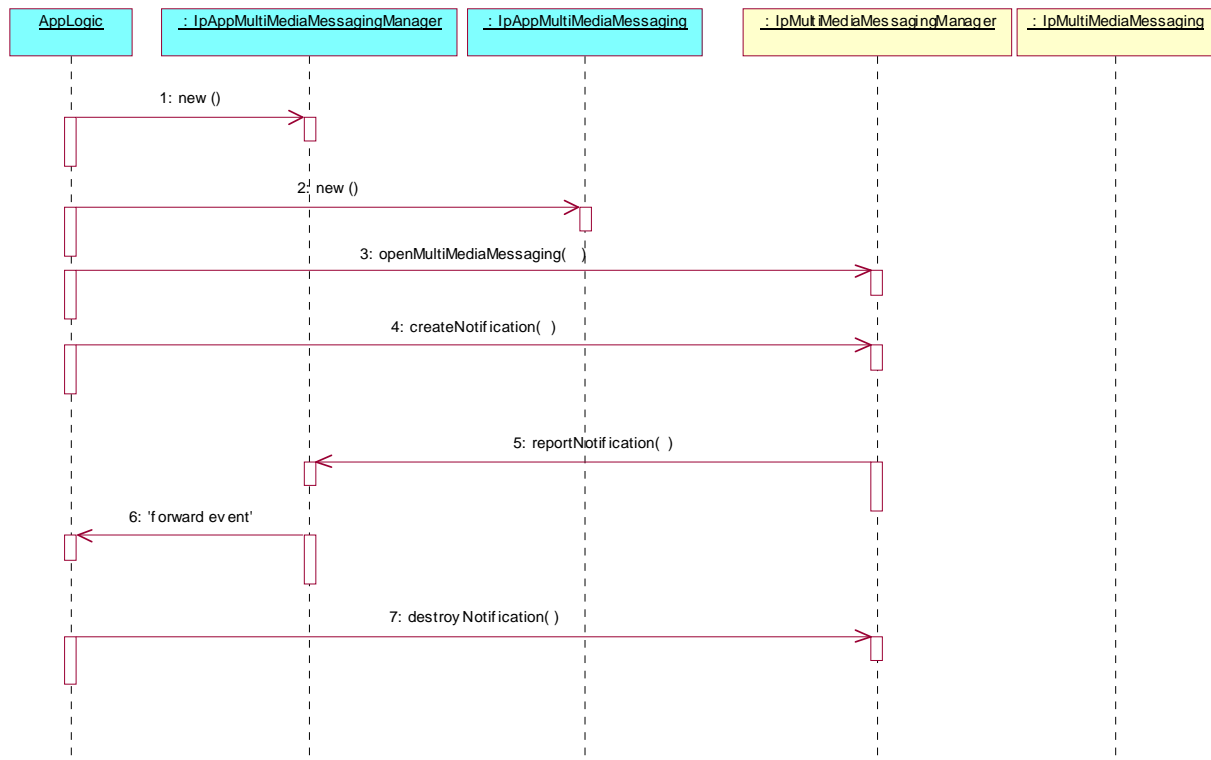 AppLogic
: IpAppMultiMediaMessagingManager
: IpAppMultiMediaMessaging
: IpMultiMediaMessagingManager
: IpMultiMediaMessaging
1: new ()
2: new ()
3: openMultiMediaMessaging( )
4: createNotification( )
5: reportNotification( )
6: 'forward event'
7: destroyNotification( )